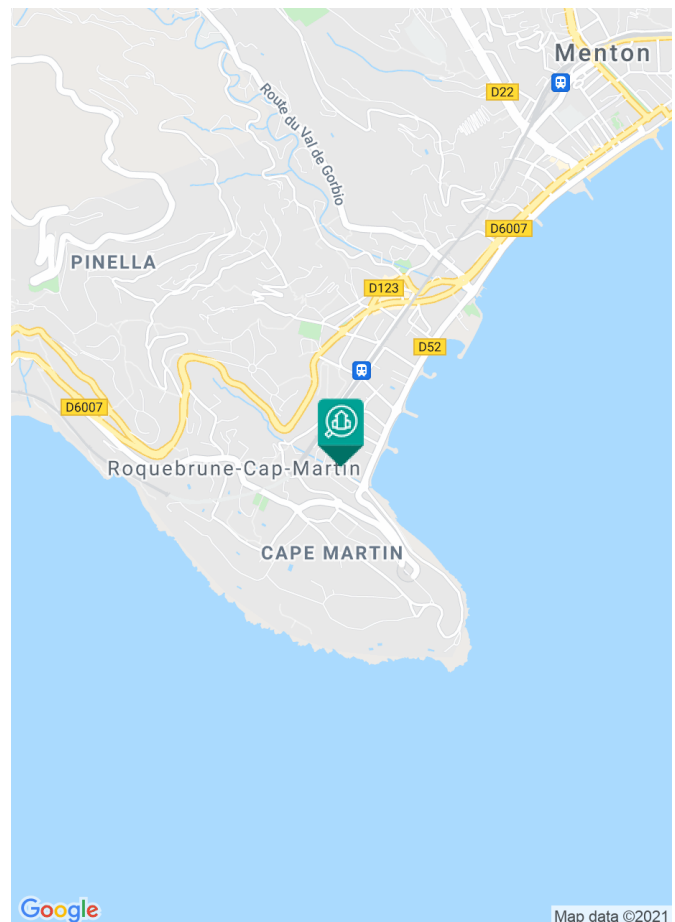 Menton
D22
Route du Val de Gorbio
D6007
PINELLA
D123
D52
D6007
Roquebrune-Cap-Martin
CAPE MARTIN
Google
Map data ©2021